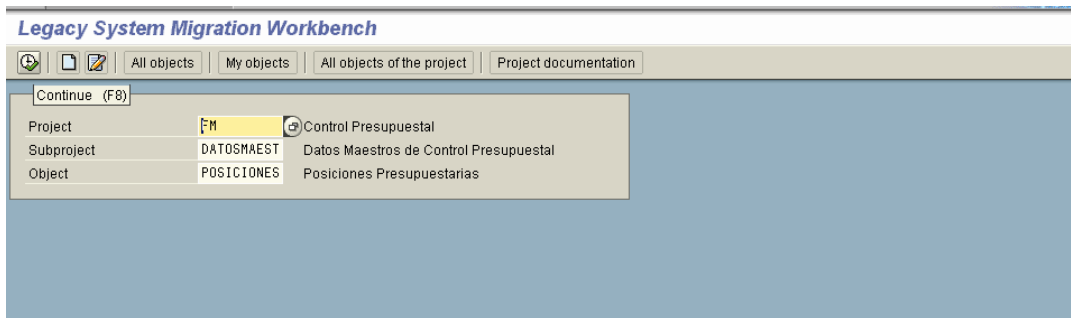 Legacy System Migration Workbench
All objects My objects All objects of the project Project documentation
Continue (F8)
Project FM Control Presupuestal
Subproject DATOSMAEST Datos Maestros de Control Presupuestal
Object POSICIONES Posiciones Presupuestarias